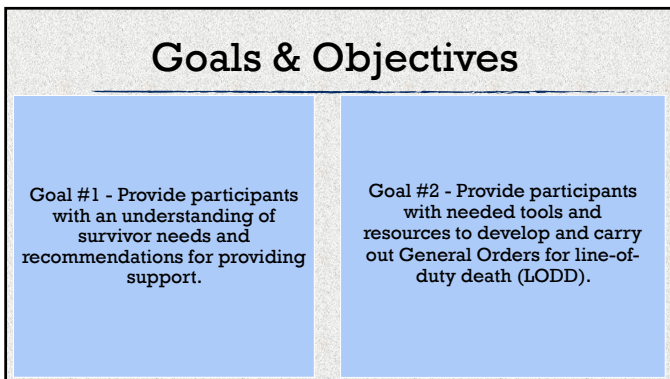 Goals & Objectives
Goal #1 - Provide participants
with an understanding of
survivor needs and
recommendations for providing
support.
Goal #2 - Provide participants
with needed tools and
resources to develop and carry
out General Orders for line-of-
duty death (LODD).